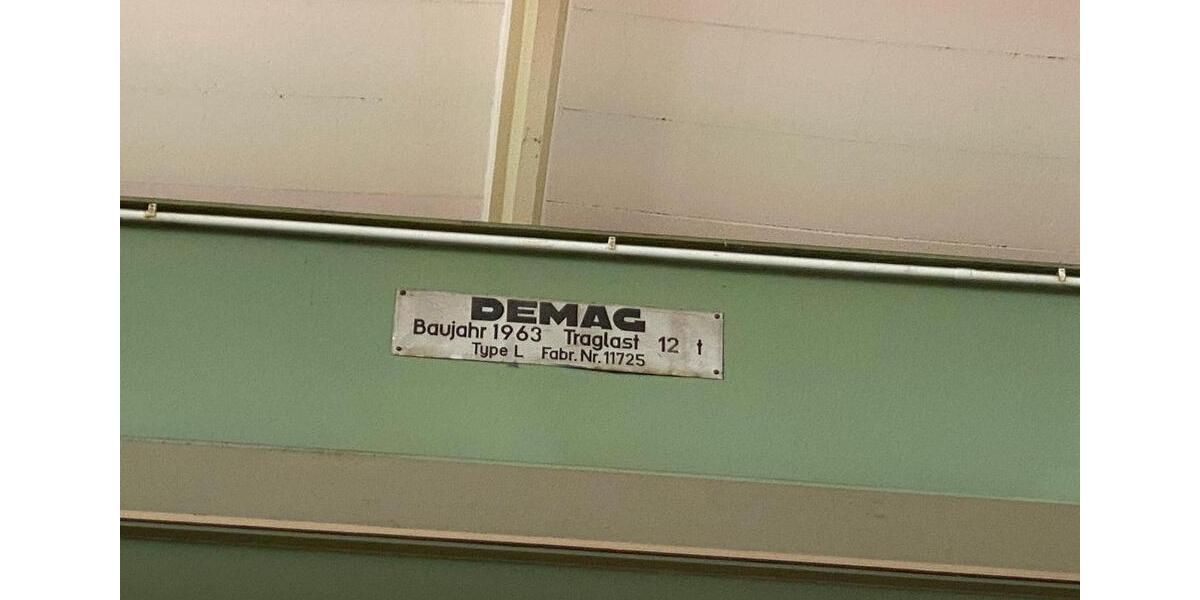 DEMAG
Baujahr 1963 Traglast 12 t
Type L Fabr. Nr. 11725